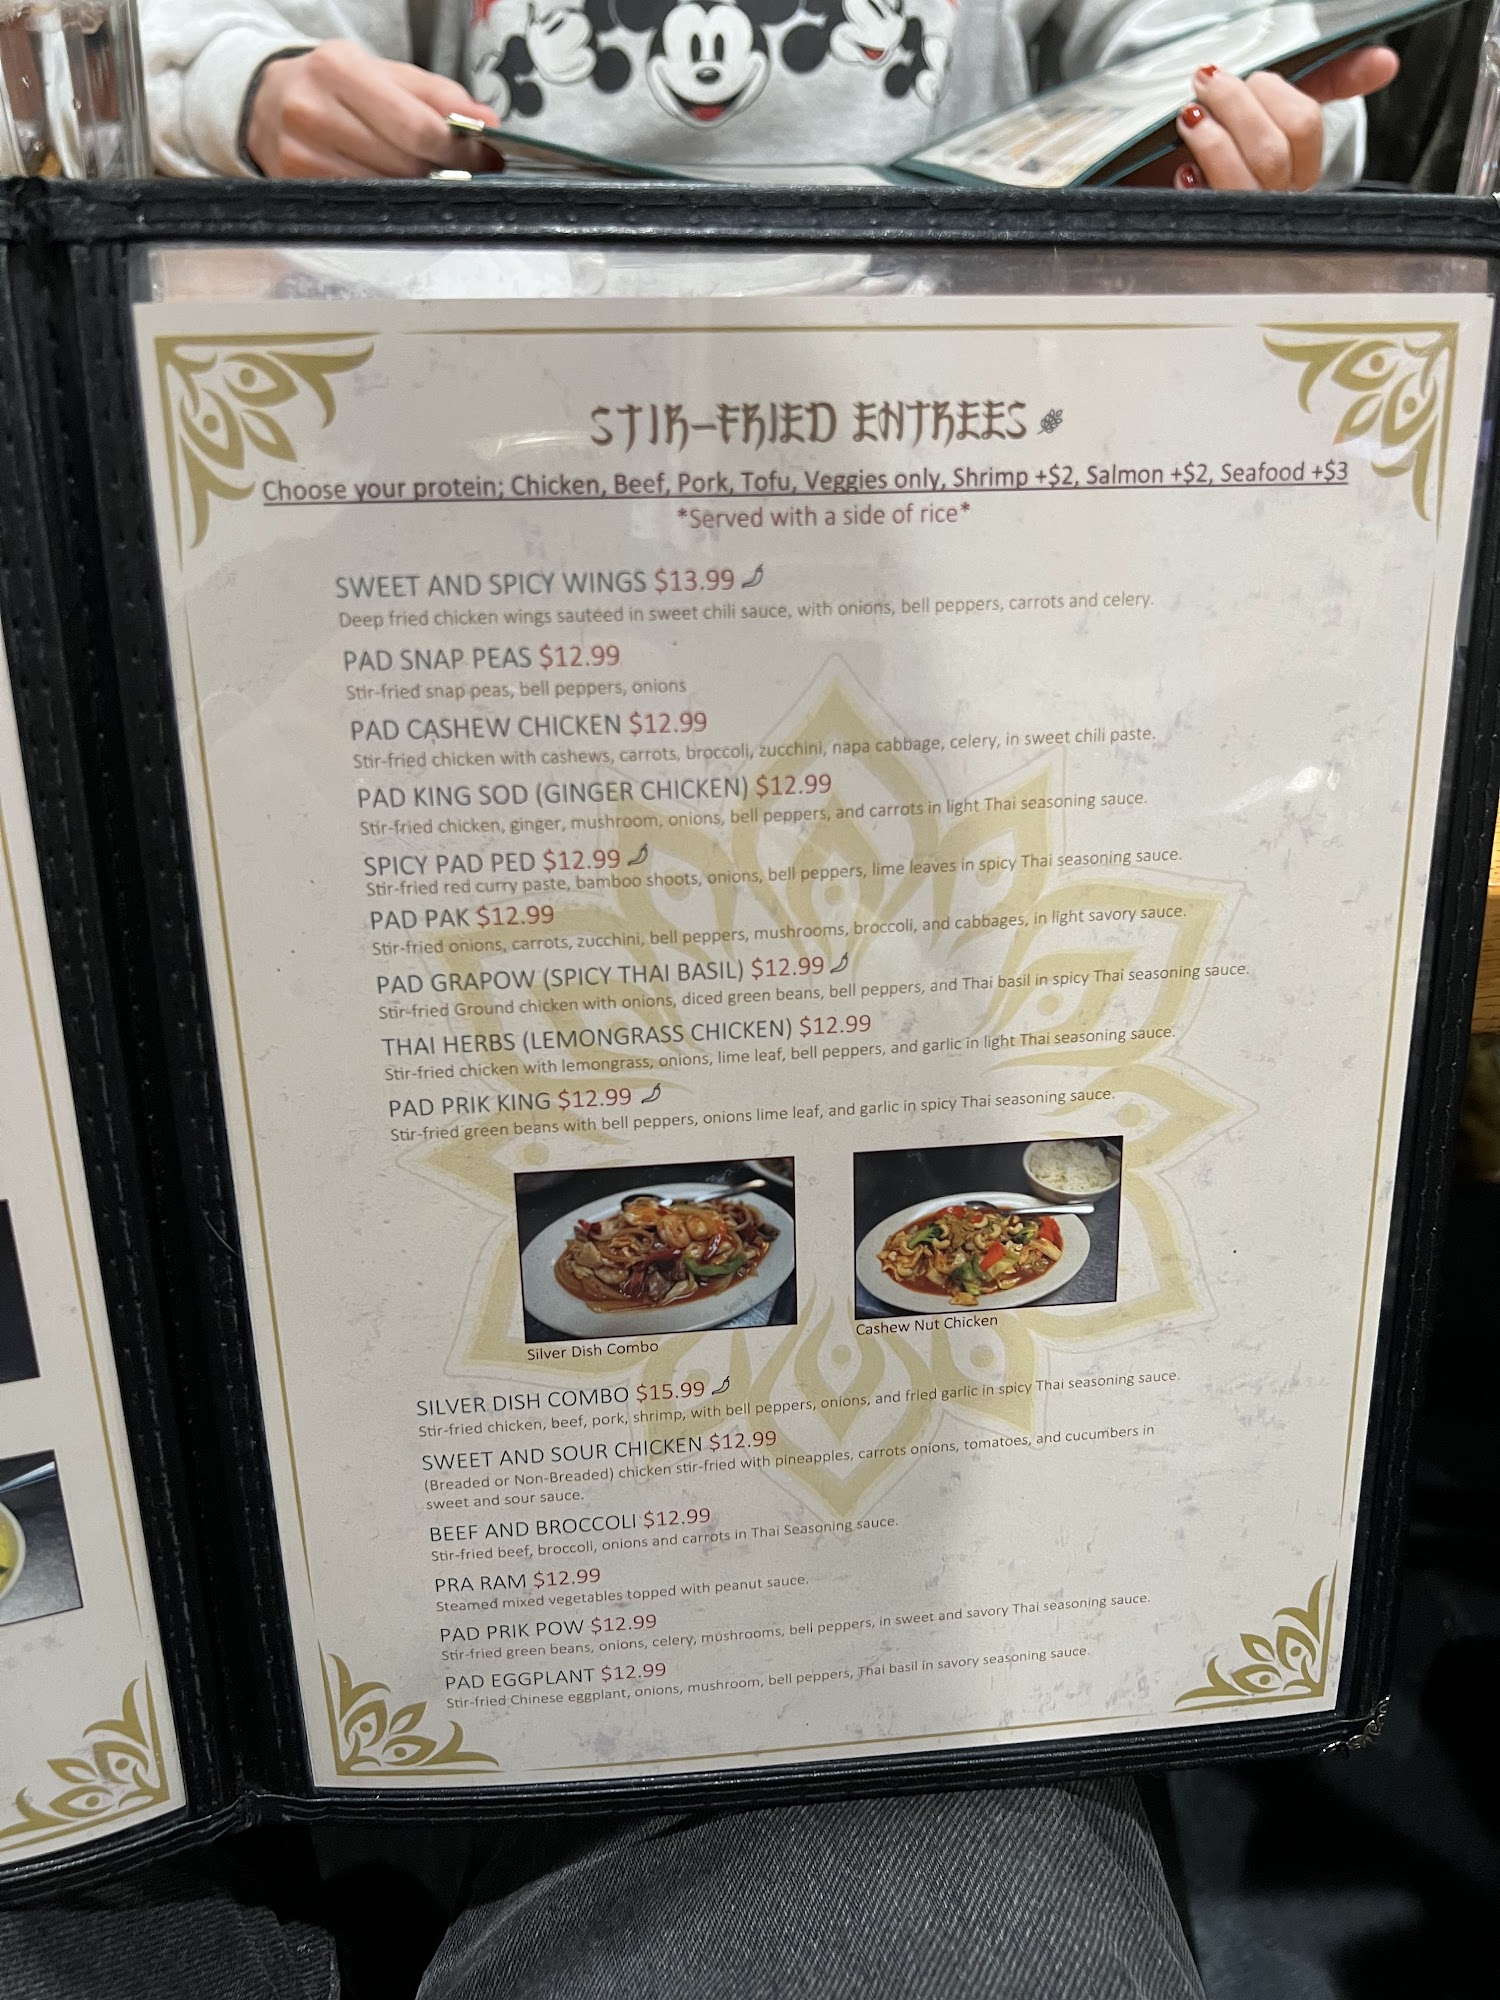 STIR-FRIED ENTREES
Choose your protein; Chicken, Beef, Pork, Tofu, Veggies only, Shrimp +$2, Salmon +$2, Seafood +$3
*Served with a side of rice*
SWEET AND SPICY WINGS $13.99
Deep fried chicken wings sauteed in sweet chili sauce, with onions, bell peppers, carrots and celery.
PAD SNAP PEAS $12.99
Stir-fried snap peas, bell peppers, onions
PAD CASHEW CHICKEN $12.99
Stir-fried chicken with cashews, carrots, broccoli, zucchini, napa cabbage, celery, in sweet chili paste.
PAD KING SOD (GINGER CHICKEN) $12.99
Stir-fried chicken, ginger, mushroom, onions, bell peppers, and carrots in light Thai seasoning sauce.
SPICY PAD PED $12.99
Stir-fried red curry paste, bamboo shoots, onions, bell peppers, lime leaves in spicy Thai seasoning sauce.
PAD PAK $12.99
Stir-fried onions, carrots, zucchini, bell peppers, mushrooms, broccoli, and cabbages, in light savory sauce.
PAD GRAPOW (SPICY THAI BASIL) $12.99
Stir-fried Ground chicken with onions, diced green beans, bell peppers, and Thai basil in spicy Thai seasoning sauce.
THAI HERBS (LEMONGRASS CHICKEN) $12.99
Stir-fried chicken with lemongrass, onions, lime leaf, bell peppers, and garlic in light Thai seasoning sauce.
PAD PRIK KING $12.99
Stir-fried green beans with bell peppers, onions lime leaf, and garlic in spicy Thai seasoning sauce.
Silver Dish Combo
Cashew Nut Chicken
SILVER DISH COMBO $15.99
Stir-fried chicken, beef, pork, shrimp, with bell peppers, onions, and fried garlic in spicy Thai seasoning sauce.
SWEET AND SOUR CHICKEN $12.99
(Breaded or Non-Breaded) chicken stir-fried with pineapples, carrots onions, tomatoes, and cucumbers in
sweet and sour sauce.
BEEF AND BROCCOLI $12.99
Stir-fried beef, broccoli, onions and carrots in Thai Seasoning sauce.
PRA RAM $12.99
Steamed mixed vegetables topped with peanut sauce.
PAD PRIK POW $12.99
Stir-fried green beans, onions, celery, mushrooms, bell peppers, in sweet and savory Thai seasoning sauce.
PAD EGGPLANT $12.99
Stir-fried Chinese eggplant, onions, mushroom, bell peppers, Thai basil in savory seasoning sauce.